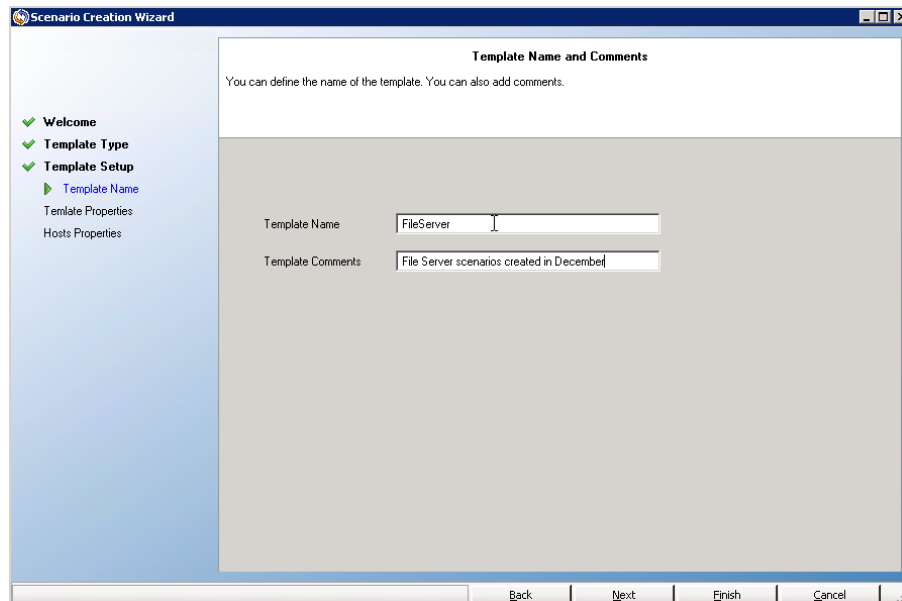 Scenario Creation Wizard
Template Name and Comments
You can define the name of the template. You can also add comments.
Welcome
Template Type
Template Setup
Template Name
Temlate Properties
Hosts Properties
Template Name FileServer
Template Comments File Server scenarios created in December
Back Next Finish Cancel